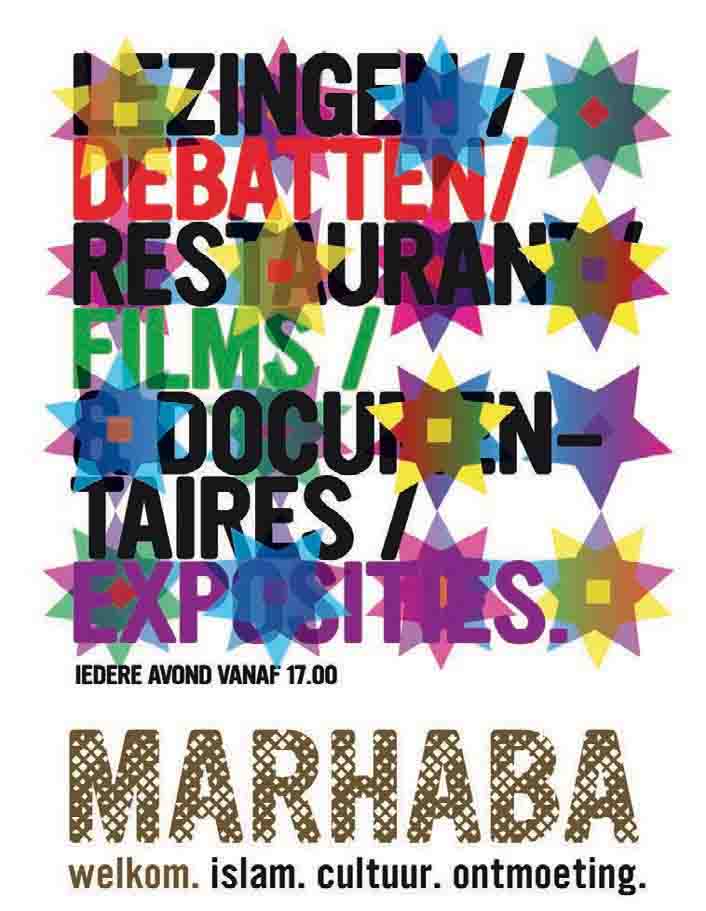 LEZINGEN /
DEBATTEN/
RESTAURANT/
FILMS /
& DOCUMEN–
TAIRES /
EXPOSITIES.
IEDERE AVOND VANAF 17.00
MARHABA
welkom. islam. cultuur. ontmoeting.